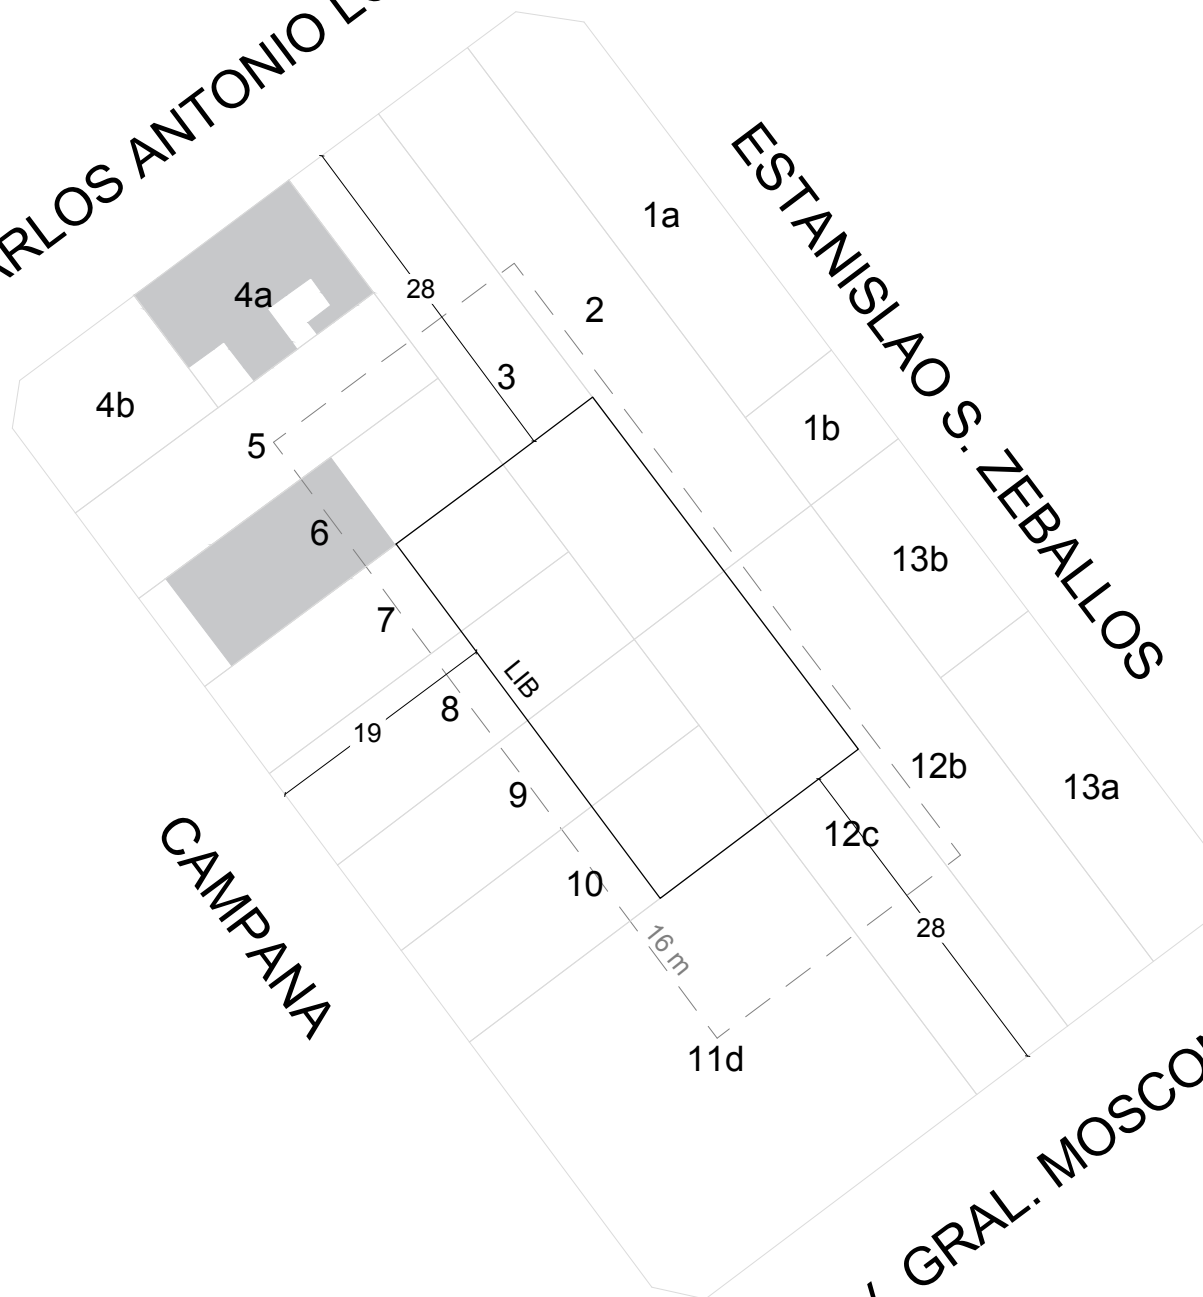 ARLOS ANTONIO
ESTANISLAO S. ZEBALLOS
1a
28
4a
2
3
4b
1b
5
6
13b
7
LIB
8
19
12b
13a
9
12c
CAMPANA
10
28
16 m
11d
GRAL. MOSCO